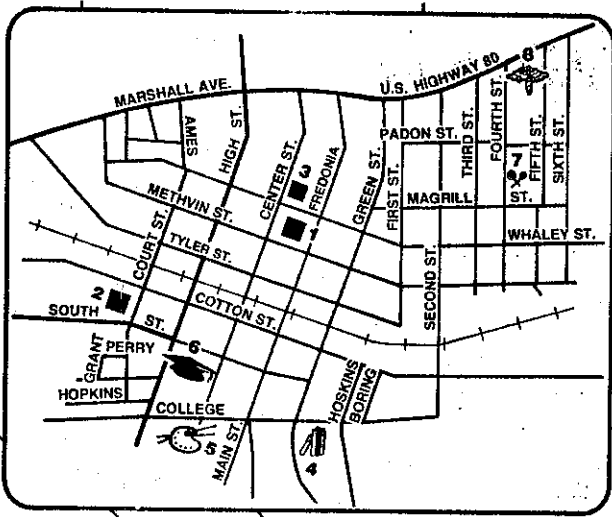 U.S. HIGHWAY 80
8
MARSHALL AVE.
AMES
HIGH ST.
CENTER ST.
3
FREDONIA
GREEN ST.
FIRST ST.
PADON ST.
THIRD ST.
FOURTH ST.
7
FIFTH ST.
SIXTH ST.
METHVIN ST.
MAGRILL ST.
1
COURT ST.
TYLER ST.
WHALEY ST.
SECOND ST.
2
SOUTH ST.
COTTON ST.
GRANT
PERRY
6
HOPKINS
COLLEGE
HOSKINS
BORING
5
MAIN ST.
4